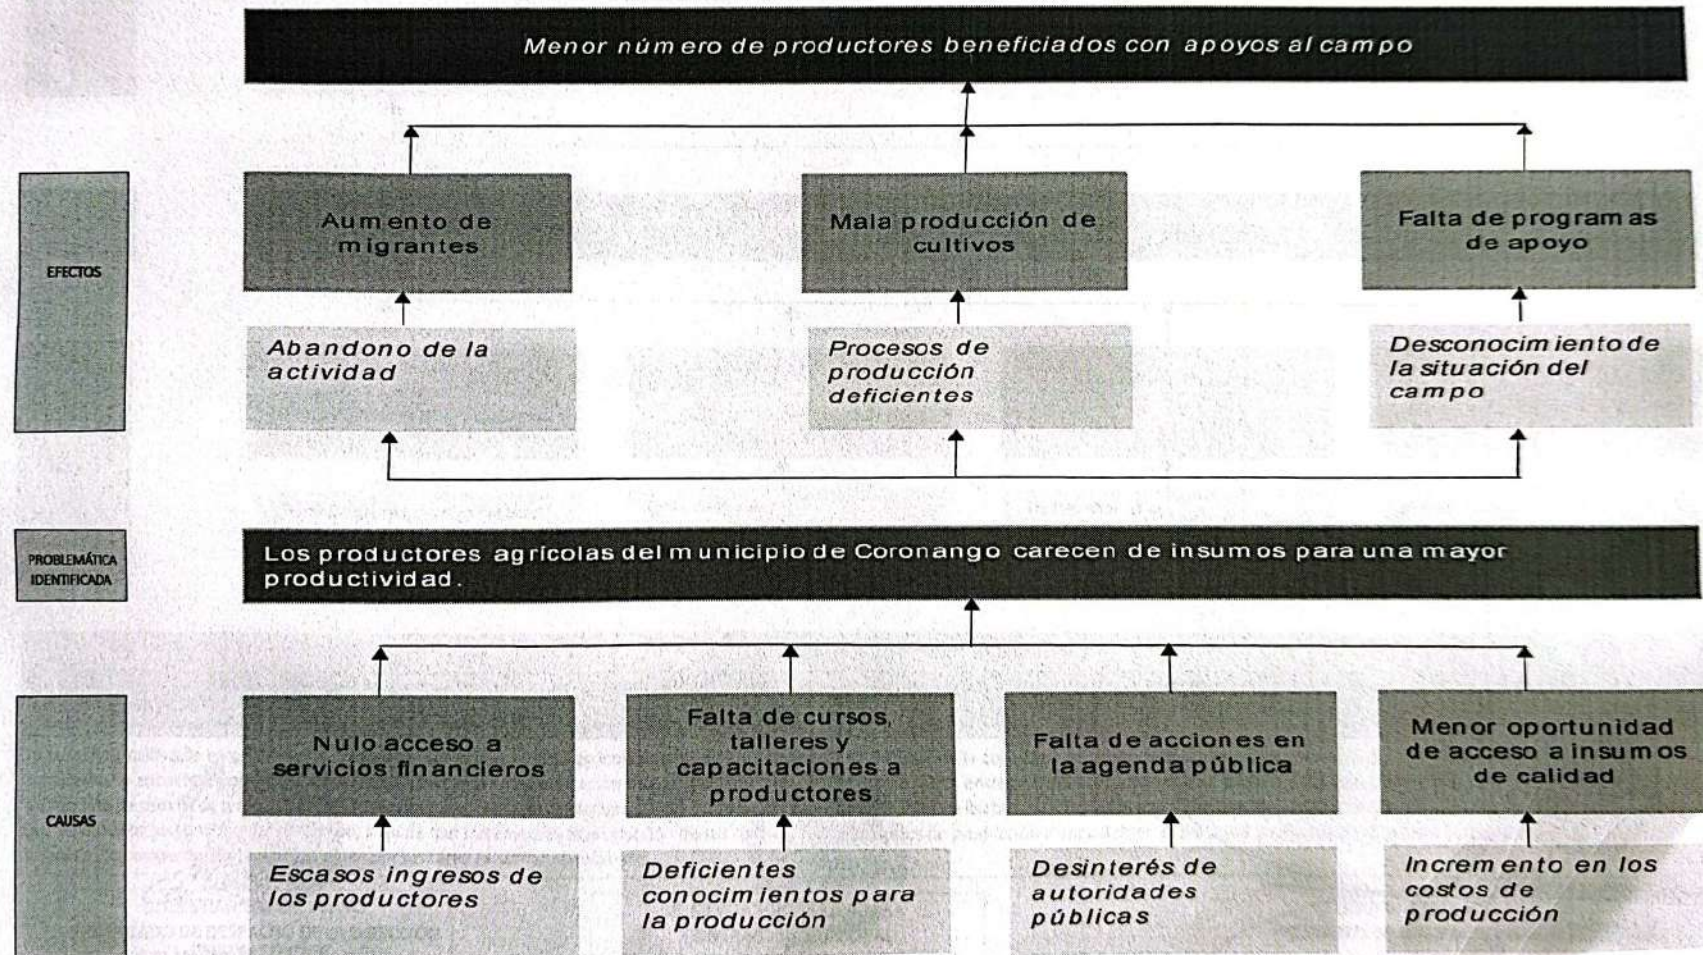 Menor número de productores beneficiados con apoyos al campo
EFECTOS
Aumento de
migrantes
Mala producción de
cultivos
Falta de programas
de apoyo
Abandono de la
actividad
Procesos de
producción
deficientes
Desconocimiento de
la situación del
campo
PROBLEMÁTICA
IDENTIFICADA
Los productores agrícolas del municipio de Coronango carecen de insumos para una mayor
productividad.
CAUSAS
Nulo acceso a
servicios financieros
Falta de cursos,
talleres y
capacitaciones a
productores
Falta de acciones en
la agenda pública
Menor oportunidad
de acceso a insumos
de calidad
Escasos ingresos de
los productores
Deficientes
conocimientos para
la producción
Desinterés de
autoridades
públicas
Incremento en los
costos de
producción